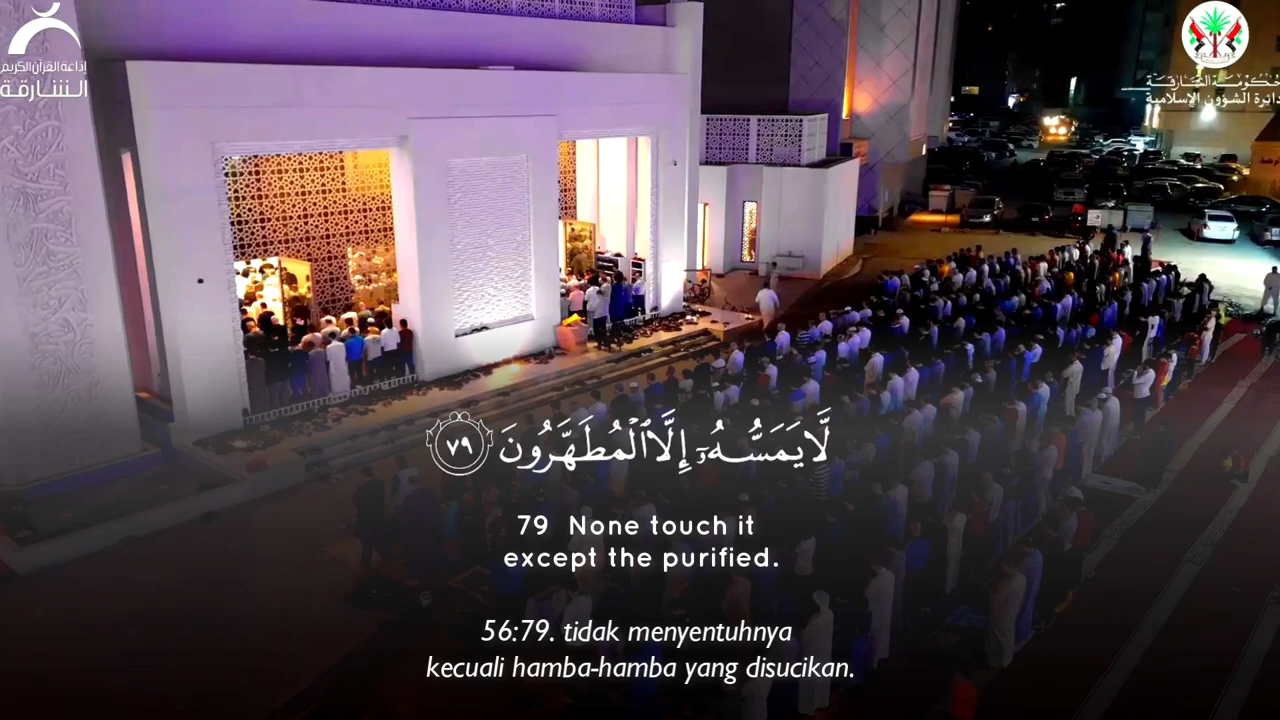 إذاعة القرآن الكريم
الشارقة
حكومة الشارقة
دائرة الشؤون الإسلامية
لَّا يَمَسُّهُۥٓ إِلَّا ٱلْمُطَهَّرُونَ ٧٩
79 None touch it
except the purified.
56:79. tidak menyentuhnya
kecuali hamba-hamba yang disucikan.